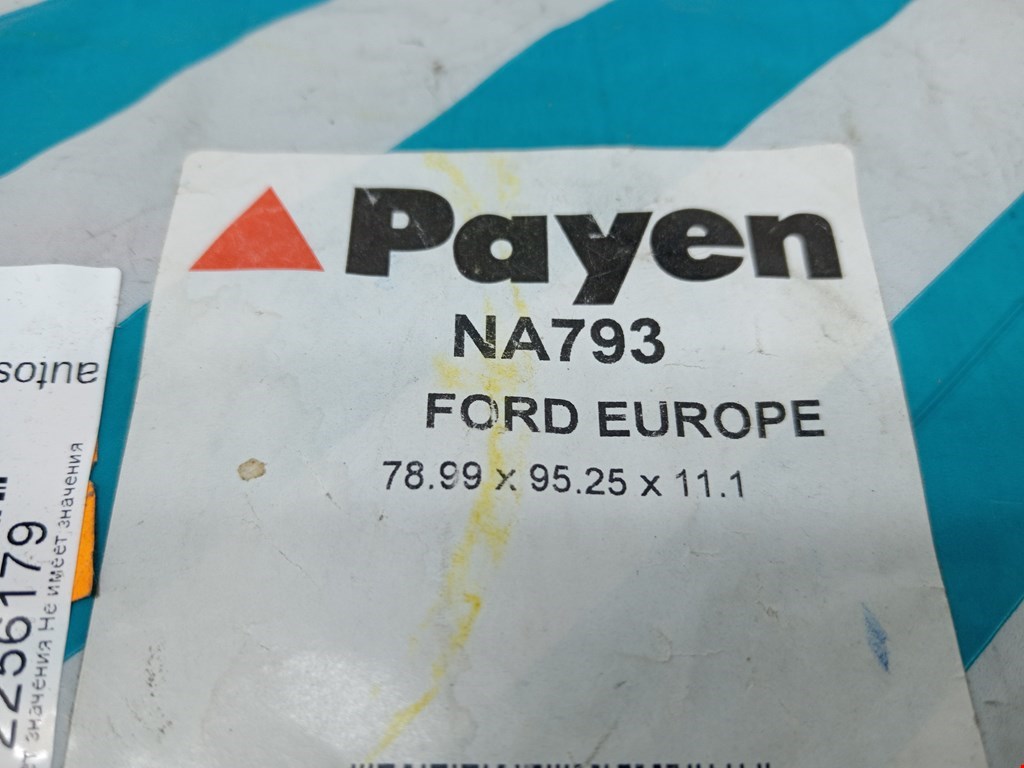 Payen
NA793
FORD EUROPE
78.99 x 95.25 x 11.1
autos
2256179
значения Не имеет значения